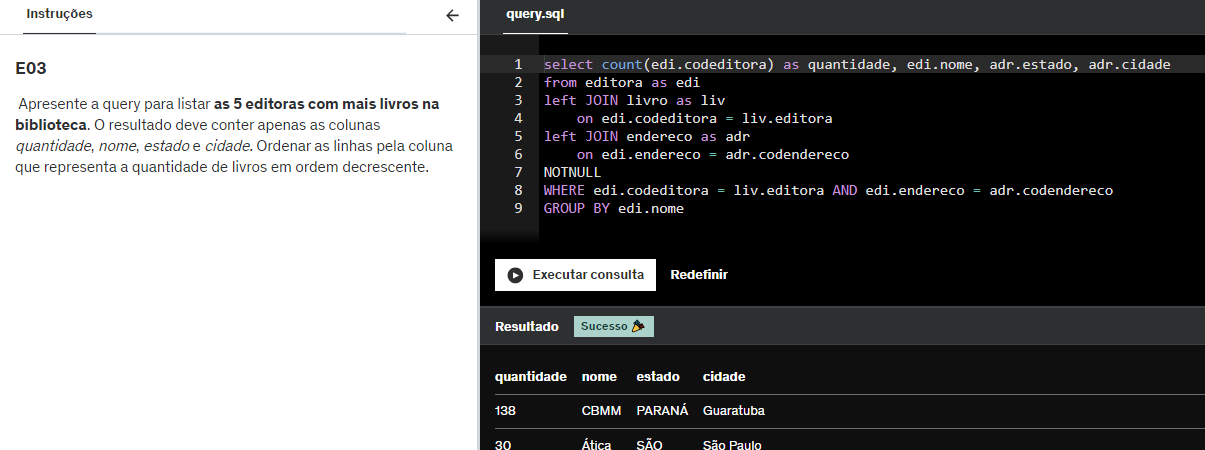 Instruções
E03
Apresente a query para listar as 5 editoras com mais livros na
biblioteca. O resultado deve conter apenas as colunas
quantidade, nome, estado e cidade. Ordenar as linhas pela coluna
que representa a quantidade de livros em ordem decrescente.
query.sql
1 select count(edi.codeditora) as quantidade, edi.nome, adr.estado, adr.cidade
2 from editora as edi
3 left JOIN livro as liv
4 on edi.codeditora = liv.editora
5 left JOIN endereco as adr
6 on edi.endereco = adr.codendereco
7 NOTNULL
8 WHERE edi.codeditora = liv.editora AND edi.endereco = adr.codendereco
9 GROUP BY edi.nome
Executar consulta Redefinir
Resultado Sucesso
quantidade nome estado cidade
138 CBMM PARANÁ Guaratuba
30 Ática SÃO São Paulo